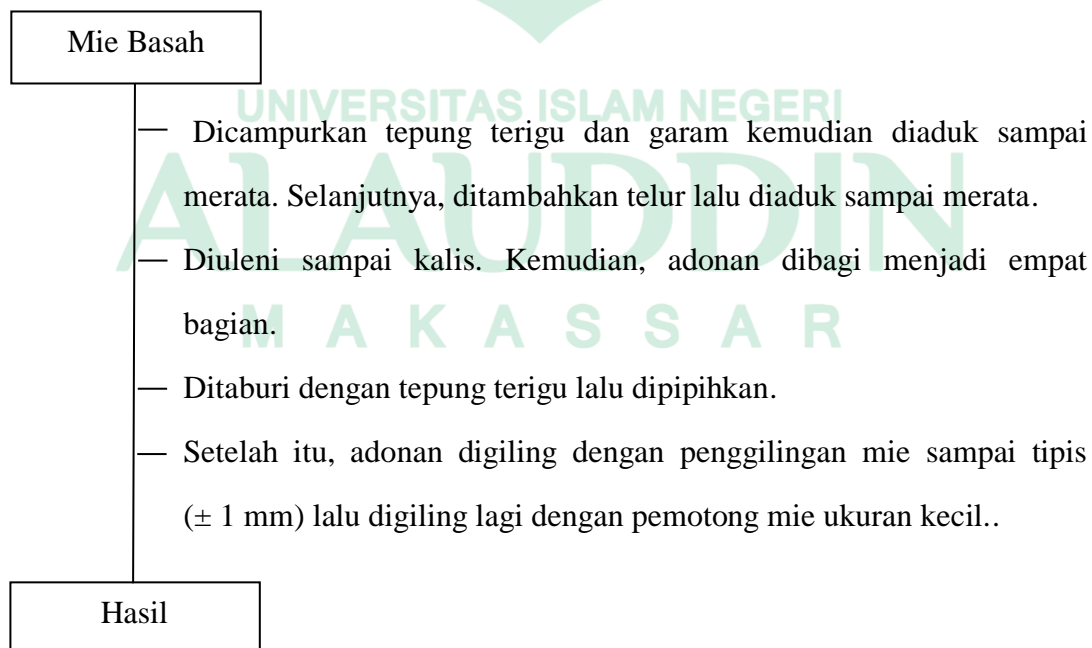 Mie Basah
UNIVERSITAS ISLAM NEGERI
Dicampurkan tepung terigu dan garam kemudian diaduk sampai
ALAUDDIN
merata. Selanjutnya, ditambahkan telur lalu diaduk sampai merata.
Diuleni sampai kalis. Kemudian, adonan dibagi menjadi empat
bagian.
MAKASSAR
Ditaburi dengan tepung terigu lalu dipipihkan.
Setelah itu, adonan digiling dengan penggilingan mie sampai tipis
(± 1 mm) lalu digiling lagi dengan pemotong mie ukuran kecil..
Hasil